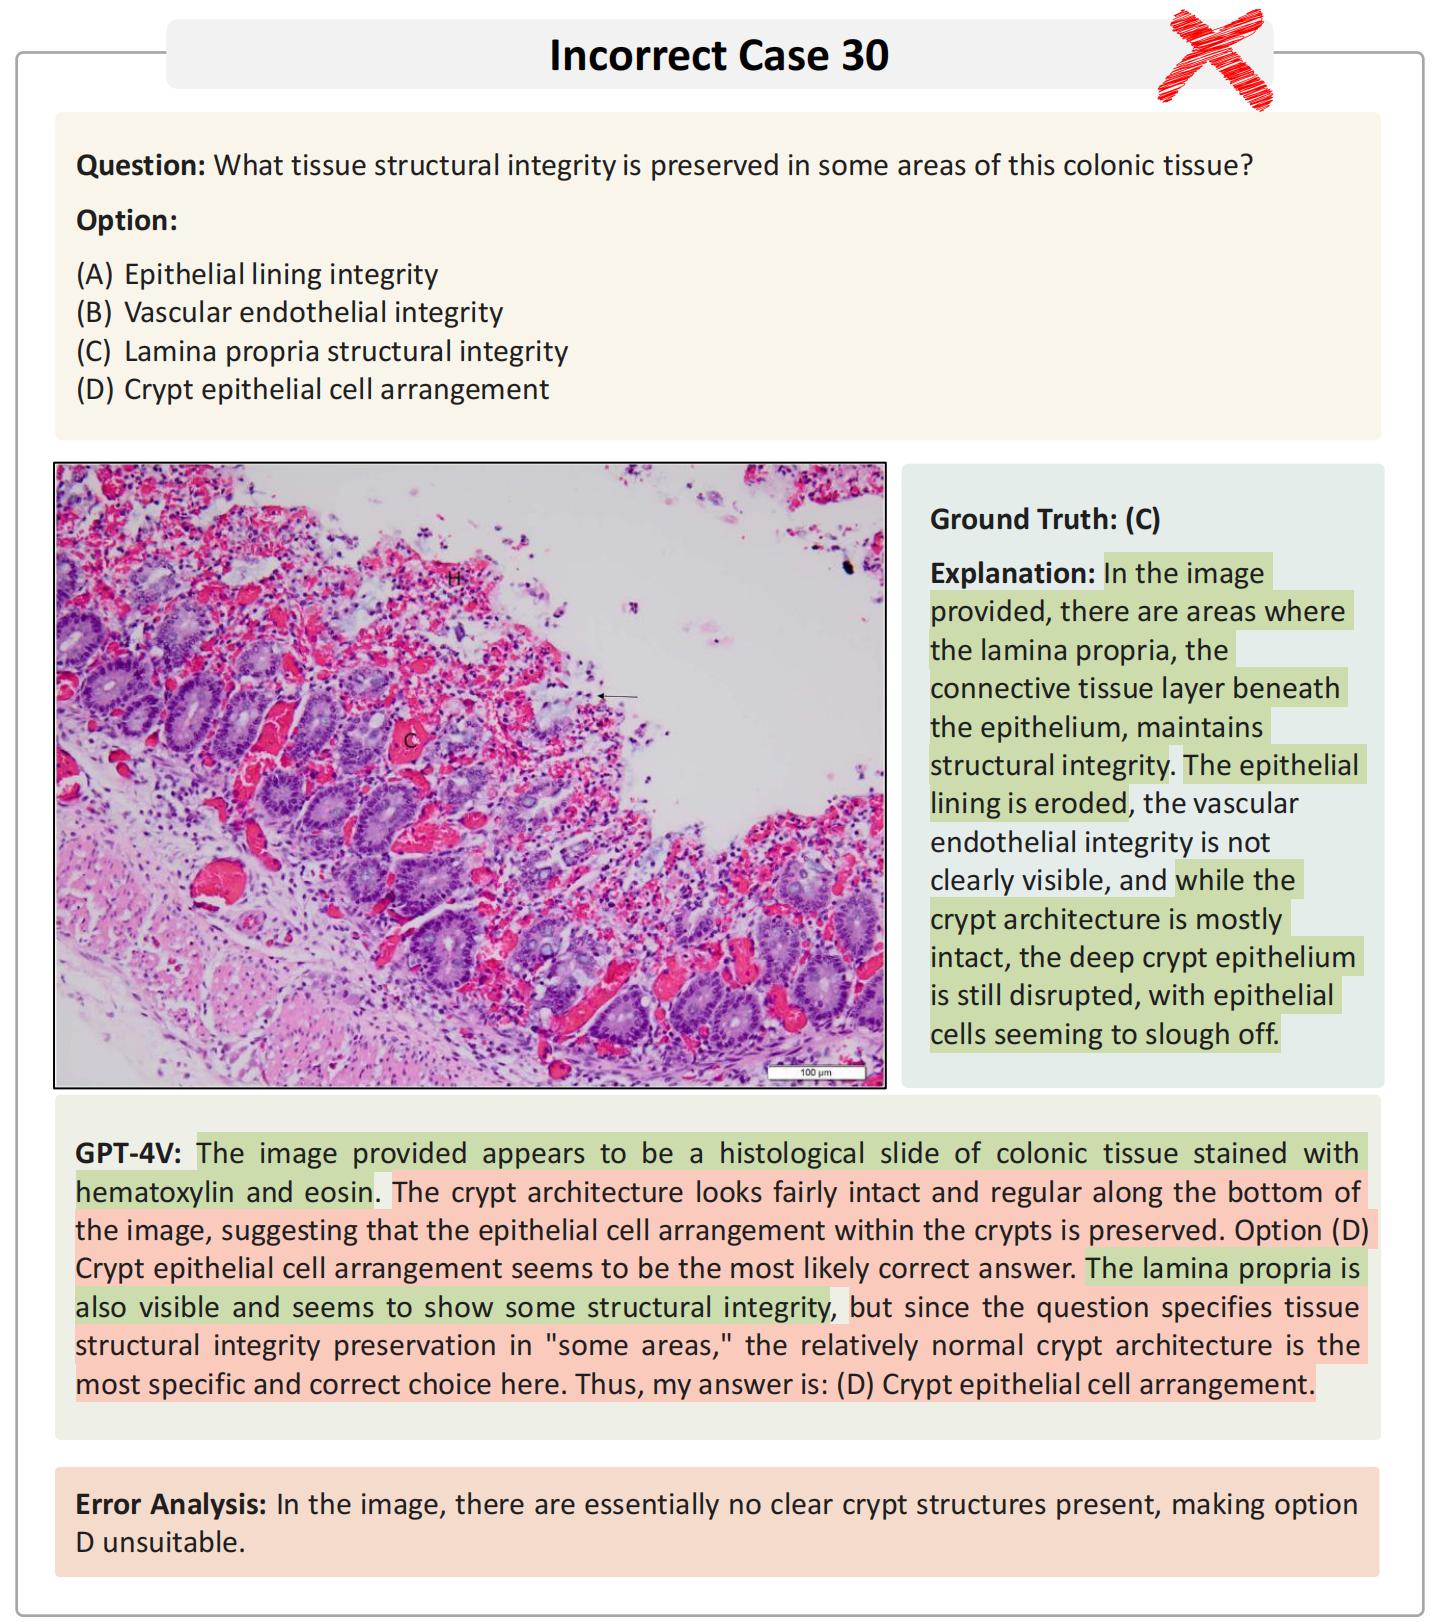 Incorrect Case 30
Question: What tissue structural integrity is preserved in some areas of this colonic tissue?
Option:
(A) Epithelial lining integrity
(B) Vascular endothelial integrity
(C) Lamina propria structural integrity
(D) Crypt epithelial cell arrangement
H
C
100 µm
Ground Truth: (C)
Explanation: In the image
provided, there are areas where
the lamina propria, the
connective tissue layer beneath
the epithelium, maintains
structural integrity. The epithelial
lining is eroded, the vascular
endothelial integrity is not
clearly visible, and while the
crypt architecture is mostly
intact, the deep crypt epithelium
is still disrupted, with epithelial
cells seeming to slough off.
GPT-4V: The image provided appears to be a histological slide of colonic tissue stained with
hematoxylin and eosin. The crypt architecture looks fairly intact and regular along the bottom of
the image, suggesting that the epithelial cell arrangement within the crypts is preserved. Option (D)
Crypt epithelial cell arrangement seems to be the most likely correct answer. The lamina propria is
also visible and seems to show some structural integrity, but since the question specifies tissue
structural integrity preservation in "some areas," the relatively normal crypt architecture is the
most specific and correct choice here. Thus, my answer is: (D) Crypt epithelial cell arrangement.
Error Analysis: In the image, there are essentially no clear crypt structures present, making option
D unsuitable.